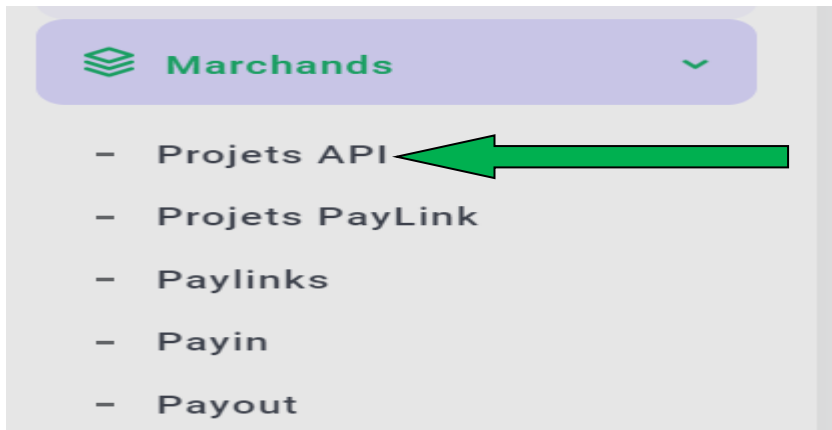 Marchands
– Projets API
– Projets PayLink
– Paylinks
– Payin
– Payout